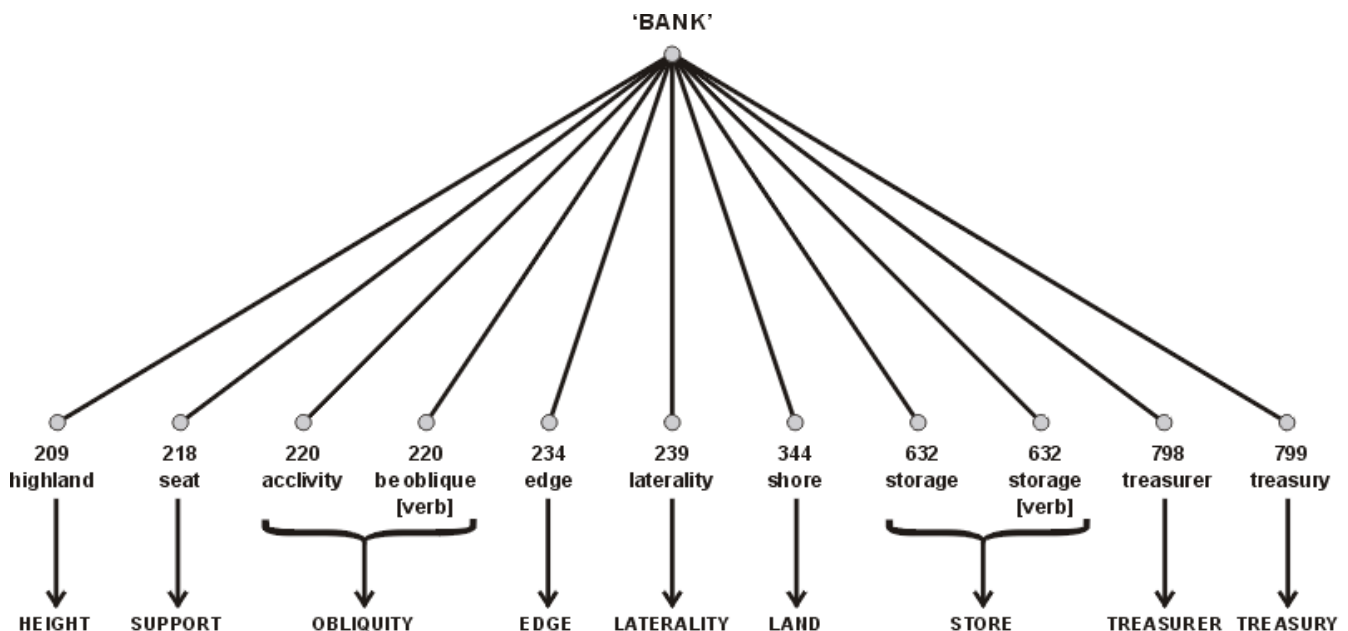 ‘BANK’
209 218 220 220 234 239 344 632 632 798 799
highland seat acclivity be oblique edge laterality shore storage storage treasurer treasury
[verb] [verb]
HEIGHT SUPPORT OBLIQUITY EDGE LATERALITY LAND STORE TREASURER TREASURY